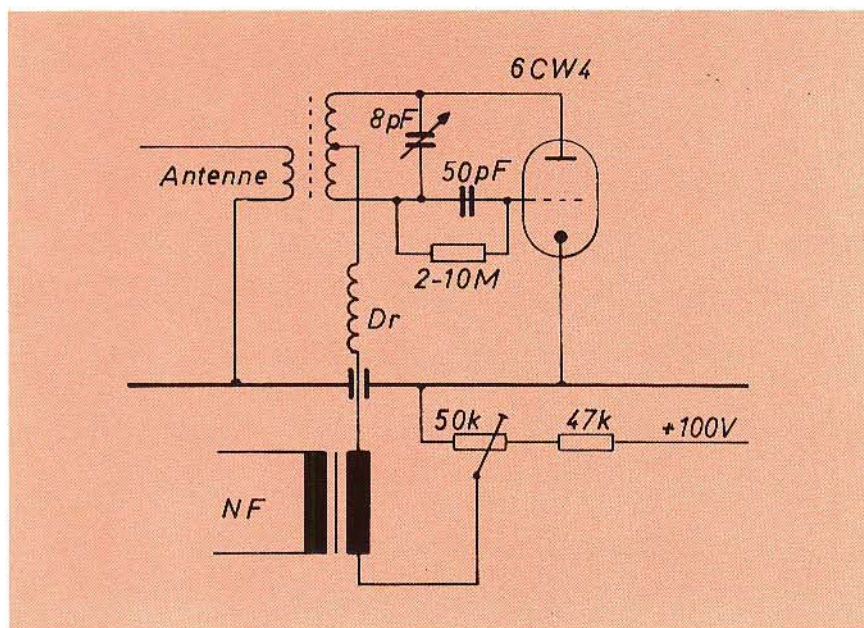 6CW4
8pF
50pF
Antenne
2-10M
Dr
50k
47k
+100V
NF